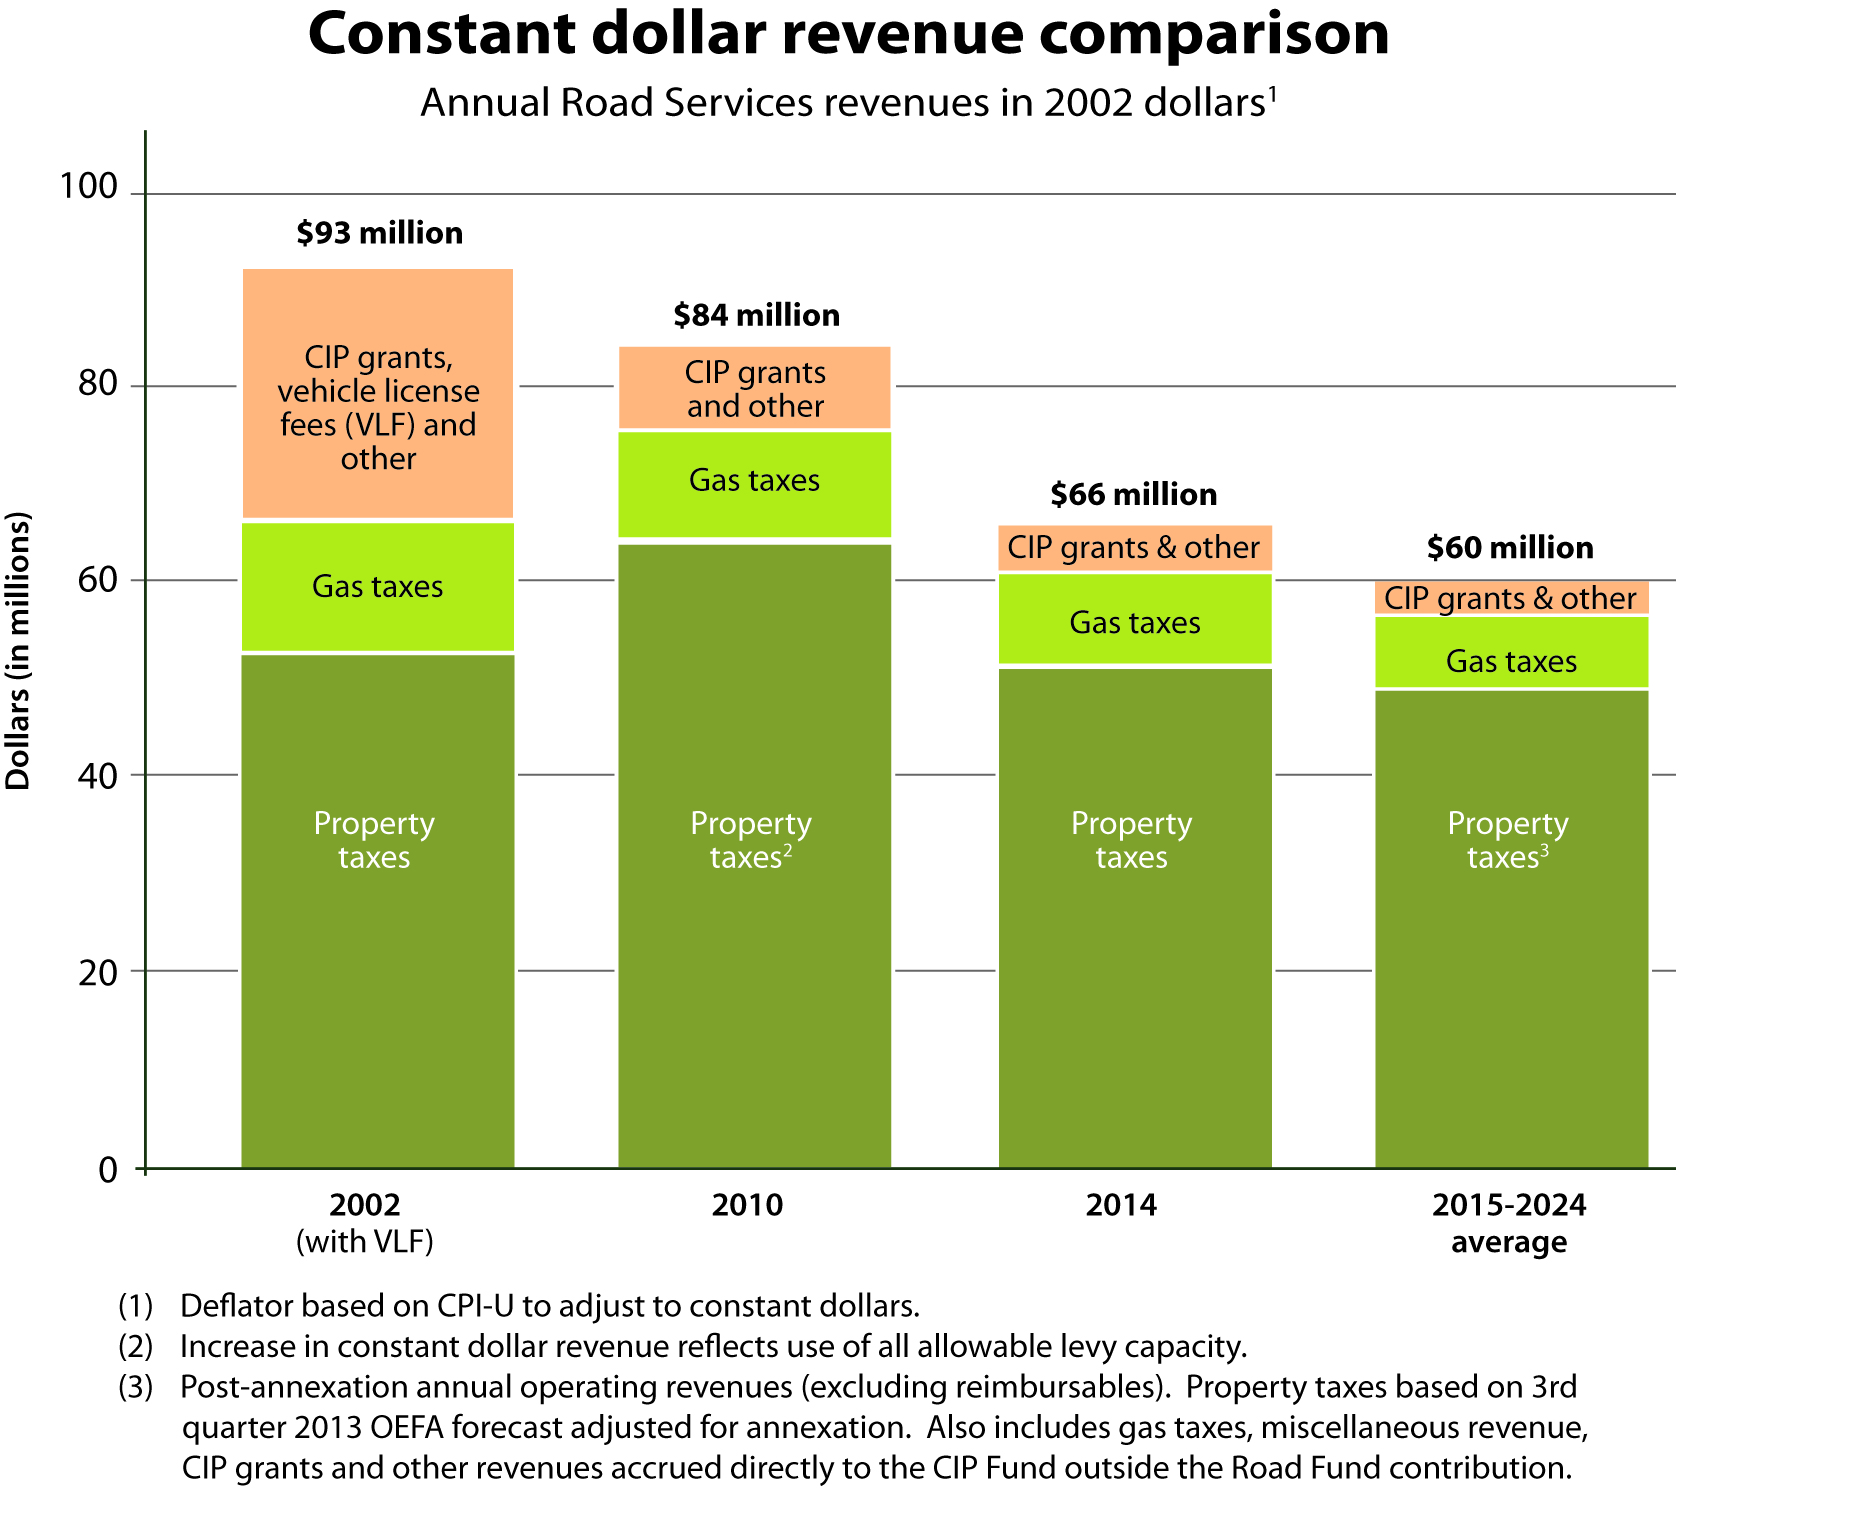 Constant dollar revenue comparison
Annual Road Services revenues in 2002 dollars¹
Dollars (in millions)
100
80
60
40
20
0
$93 million
CIP grants,
vehicle license
fees (VLF) and
other
Gas taxes
Property
taxes
$84 million
CIP grants
and other
Gas taxes
Property
taxes²
$66 million
CIP grants & other
Gas taxes
Property
taxes
$60 million
CIP grants & other
Gas taxes
Property
taxes³
2002
(with VLF)
2010
2014
2015-2024
average
(1) Deflator based on CPI-U to adjust to constant dollars.
(2) Increase in constant dollar revenue reflects use of all allowable levy capacity.
(3) Post-annexation annual operating revenues (excluding reimbursables). Property taxes based on 3rd
quarter 2013 OEFA forecast adjusted for annexation. Also includes gas taxes, miscellaneous revenue,
CIP grants and other revenues accrued directly to the CIP Fund outside the Road Fund contribution.